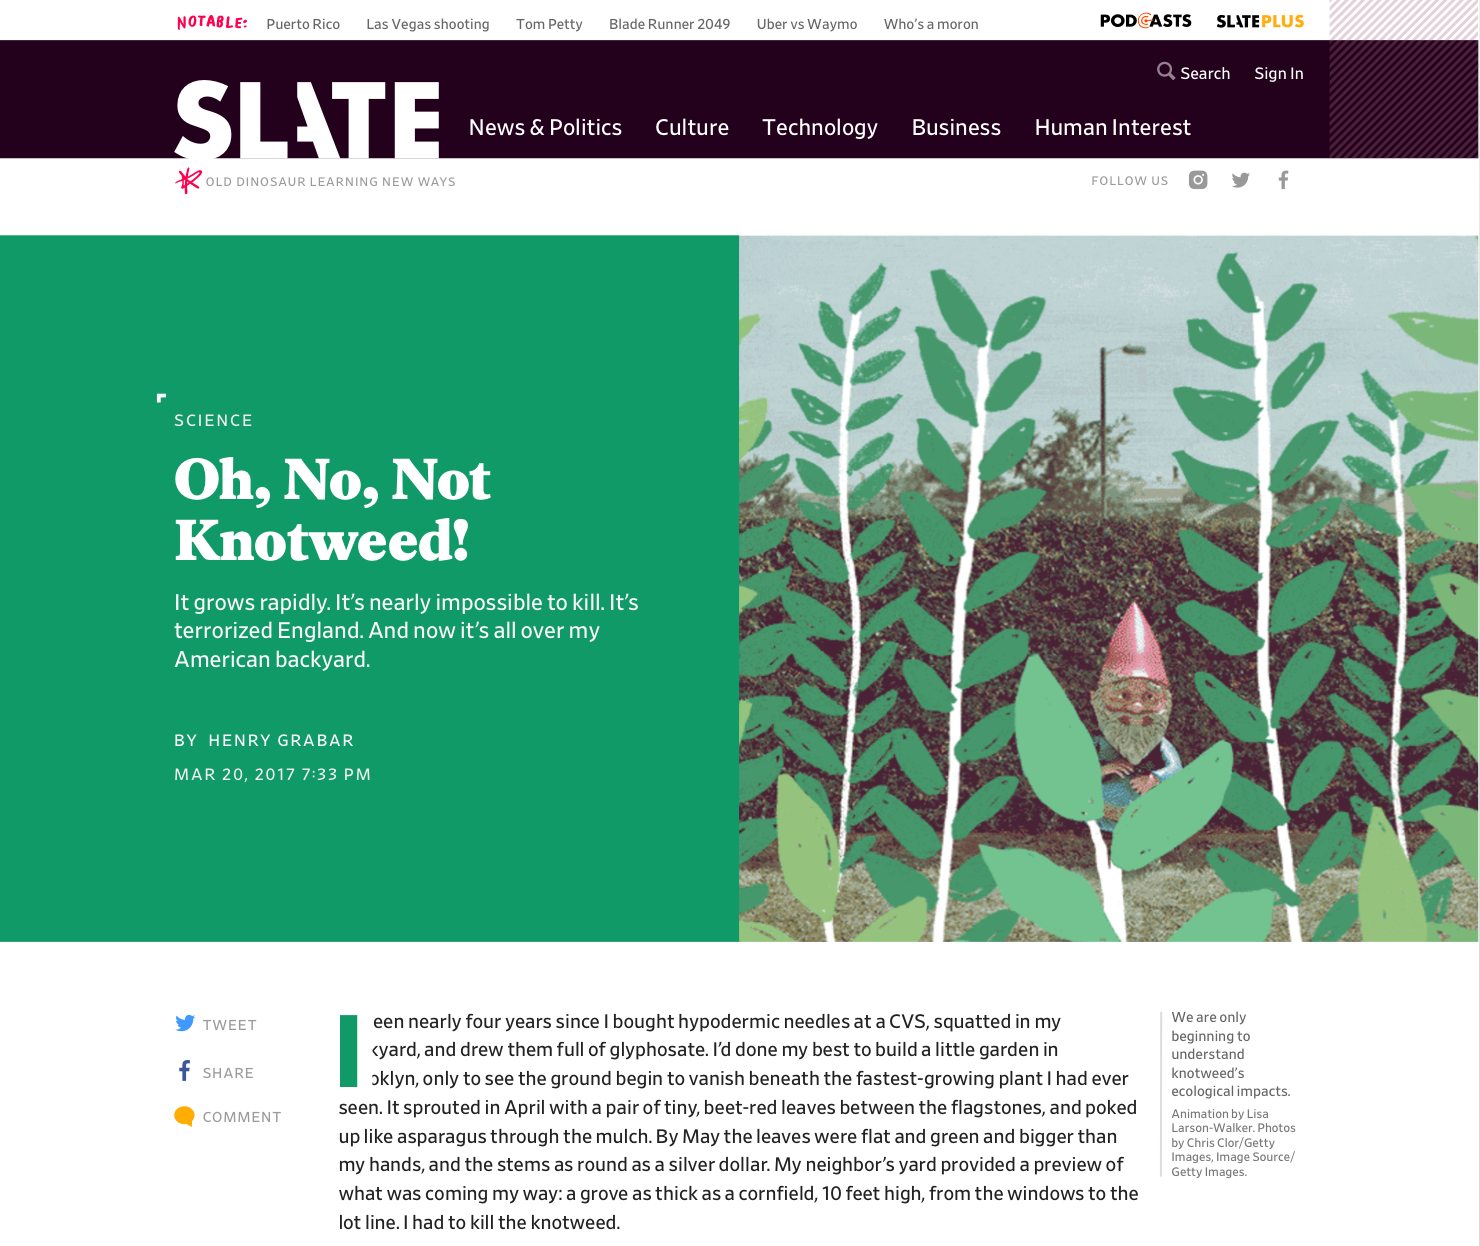 NOTABLE:
Puerto Rico
Las Vegas shooting
Tom Petty
Blade Runner 2049
Uber vs Waymo
Who's a moron
PODCASTS
SLATEPLUS
Search
Sign In
SLATE
News & Politics
Culture
Technology
Business
Human Interest
OLD DINOSAUR LEARNING NEW WAYS
FOLLOW US
SCIENCE
Oh, No, Not
Knotweed!
It grows rapidly. It's nearly impossible to kill. It's
terrorized England. And now it's all over my
American backyard.
BY HENRY GRABAR
MAR 20, 2017 7:33 PM
TWEET
SHARE
COMMENT
I
een nearly four years since I bought hypodermic needles at a CVS, squatted in my
kyard, and drew them full of glyphosate. I'd done my best to build a little garden in
oklyn, only to see the ground begin to vanish beneath the fastest-growing plant I had ever
seen. It sprouted in April with a pair of tiny, beet-red leaves between the flagstones, and poked
up like asparagus through the mulch. By May the leaves were flat and green and bigger than
my hands, and the stems as round as a silver dollar. My neighbor's yard provided a preview of
what was coming my way: a grove as thick as a cornfield, 10 feet high, from the windows to the
lot line. I had to kill the knotweed.
We are only
beginning to
understand
knotweed's
ecological impacts.
Animation by Lisa
Larson-Walker. Photos
by Chris Clor/Getty
Images, Image Source/
Getty Images.